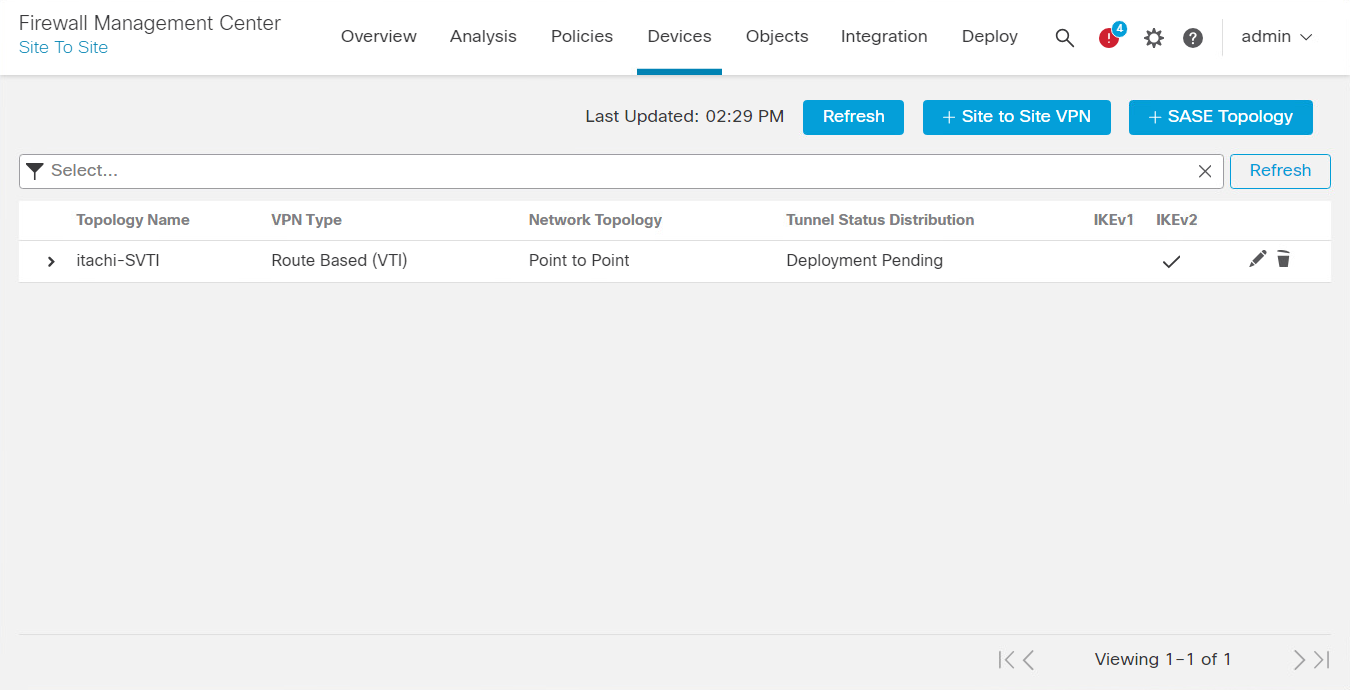 Firewall Management Center
Site To Site
Overview Analysis Policies Devices Objects Integration Deploy 4 admin
Last Updated: 02:29 PM Refresh + Site to Site VPN + SASE Topology
Select... Refresh
Topology Name VPN Type Network Topology Tunnel Status Distribution IKEv1 IKEv2
itachi-SVTI Route Based (VTI) Point to Point Deployment Pending
Viewing 1-1 of 1